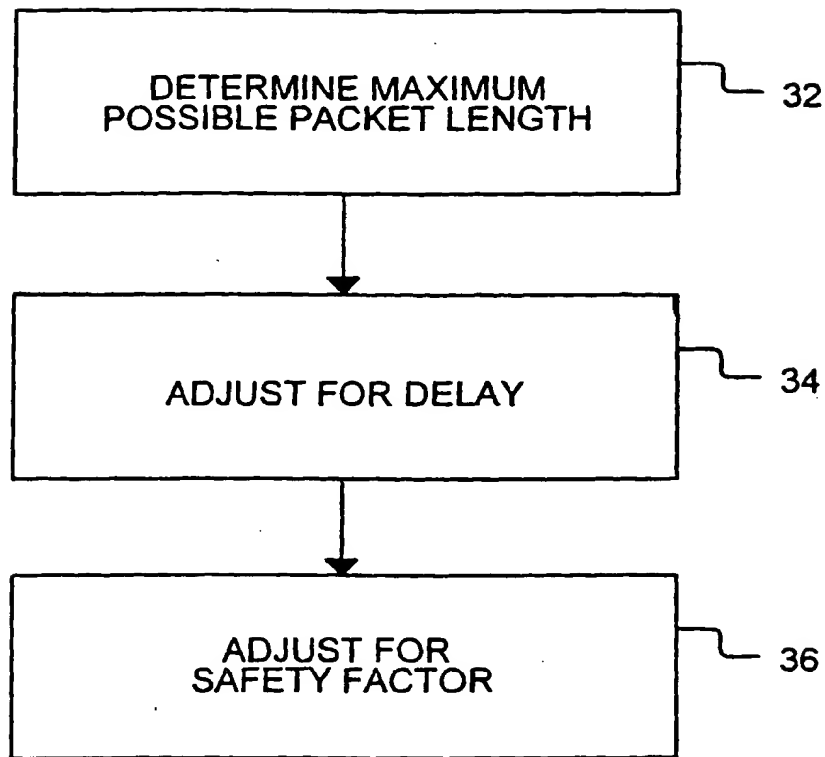 DETERMINE MAXIMUM
POSSIBLE PACKET LENGTH
32
ADJUST FOR DELAY
34
ADJUST FOR
SAFETY FACTOR
36